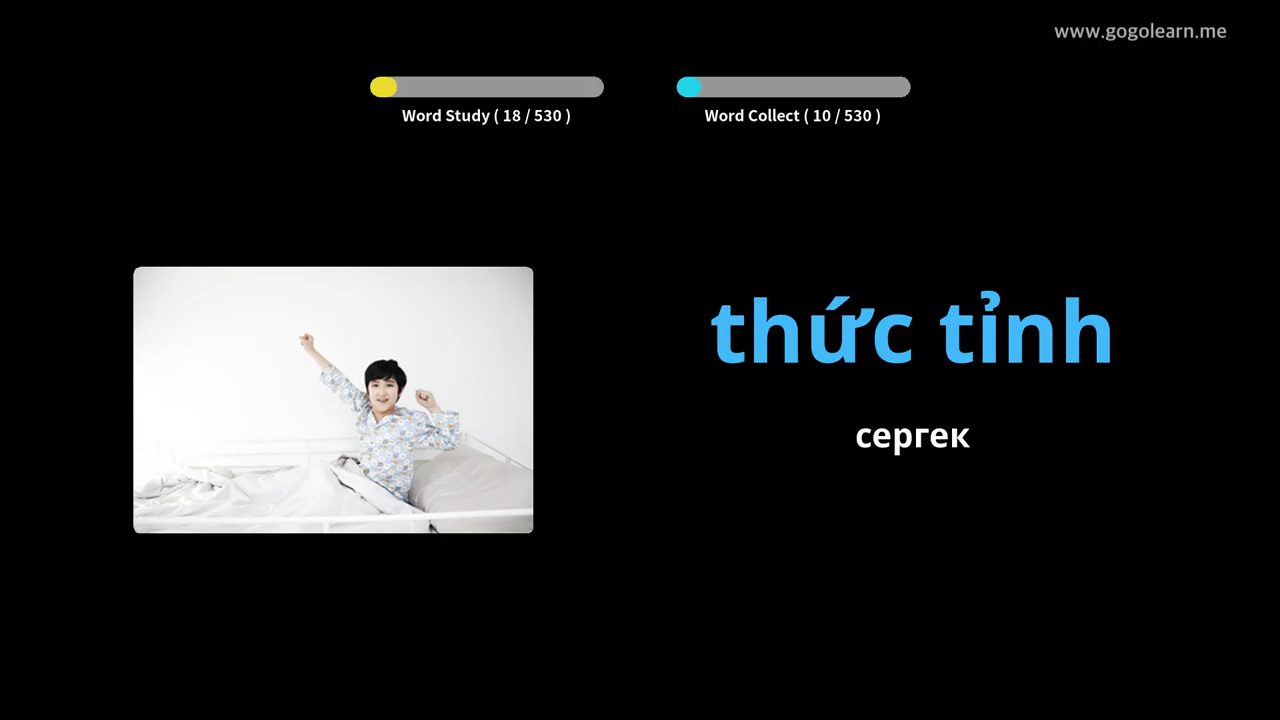 www.gogolearn.me
Word Study ( 18 / 530 )
Word Collect ( 10 / 530 )
thức tỉnh
сергек